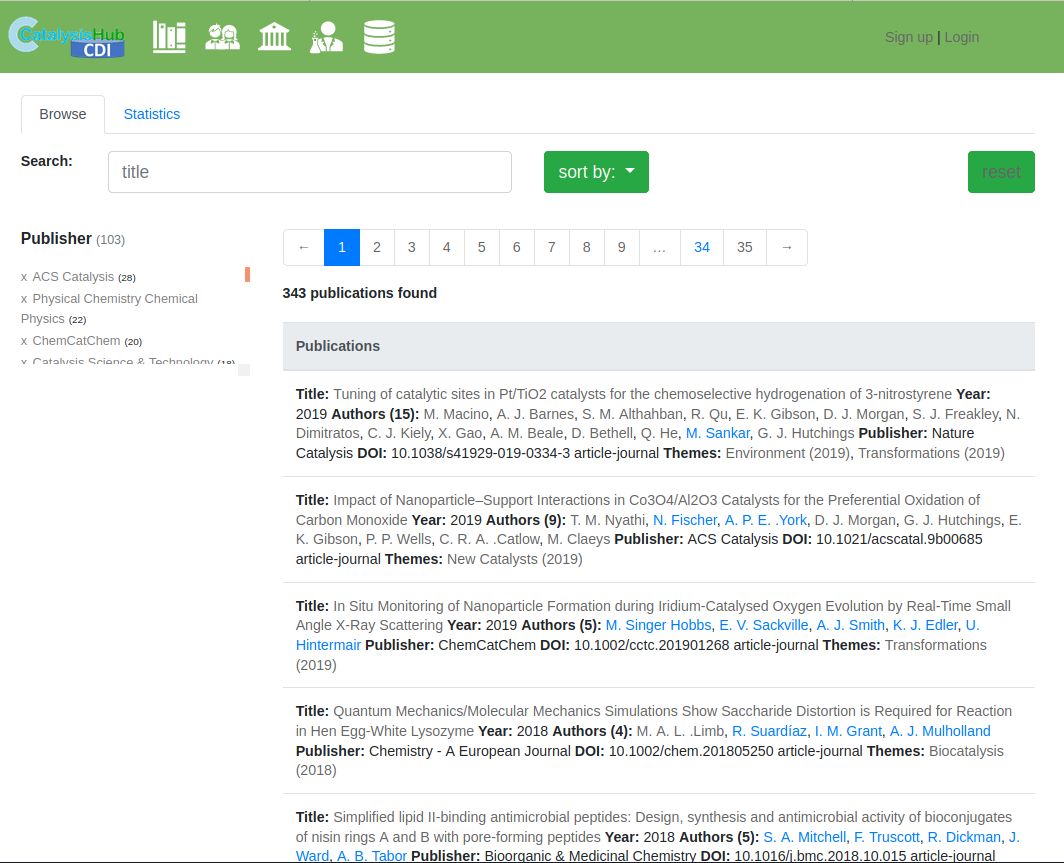 CatalysisHub
CDI
Sign up | Login
Browse
Statistics
Search:
title
sort by:
reset
Publisher (103)
x ACS Catalysis (28)
x Physical Chemistry Chemical
Physics (22)
x ChemCatChem (20)
x Catalysis Science & Technology (18)
← 1 2 3 4 5 6 7 8 9 … 34 35 →
343 publications found
Publications
Title: Tuning of catalytic sites in Pt/TiO2 catalysts for the chemoselective hydrogenation of 3-nitrostyrene Year:
2019 Authors (15): M. Macino, A. J. Barnes, S. M. Althahban, R. Qu, E. K. Gibson, D. J. Morgan, S. J. Freakley, N.
Dimitratos, C. J. Kiely, X. Gao, A. M. Beale, D. Bethell, Q. He, M. Sankar, G. J. Hutchings Publisher: Nature
Catalysis DOI: 10.1038/s41929-019-0334-3 article-journal Themes: Environment (2019), Transformations (2019)
Title: Impact of Nanoparticle–Support Interactions in Co3O4/Al2O3 Catalysts for the Preferential Oxidation of
Carbon Monoxide Year: 2019 Authors (9): T. M. Nyathi, N. Fischer, A. P. E. .York, D. J. Morgan, G. J. Hutchings, E.
K. Gibson, P. P. Wells, C. R. A. .Catlow, M. Claeys Publisher: ACS Catalysis DOI: 10.1021/acscatal.9b00685
article-journal Themes: New Catalysts (2019)
Title: In Situ Monitoring of Nanoparticle Formation during Iridium-Catalysed Oxygen Evolution by Real-Time Small
Angle X-Ray Scattering Year: 2019 Authors (5): M. Singer Hobbs, E. V. Sackville, A. J. Smith, K. J. Edler, U.
Hintermair Publisher: ChemCatChem DOI: 10.1002/cctc.201901268 article-journal Themes: Transformations
(2019)
Title: Quantum Mechanics/Molecular Mechanics Simulations Show Saccharide Distortion is Required for Reaction
in Hen Egg-White Lysozyme Year: 2018 Authors (4): M. A. L. .Limb, R. Suardíaz, I. M. Grant, A. J. Mulholland
Publisher: Chemistry - A European Journal DOI: 10.1002/chem.201805250 article-journal Themes: Biocatalysis
(2018)
Title: Simplified lipid II-binding antimicrobial peptides: Design, synthesis and antimicrobial activity of bioconjugates
of nisin rings A and B with pore-forming peptides Year: 2018 Authors (5): S. A. Mitchell, F. Truscott, R. Dickman, J.
Ward, A. B. Tabor Publisher: Bioorganic & Medicinal Chemistry DOI: 10.1016/j.bmc.2018.10.015 article-journal